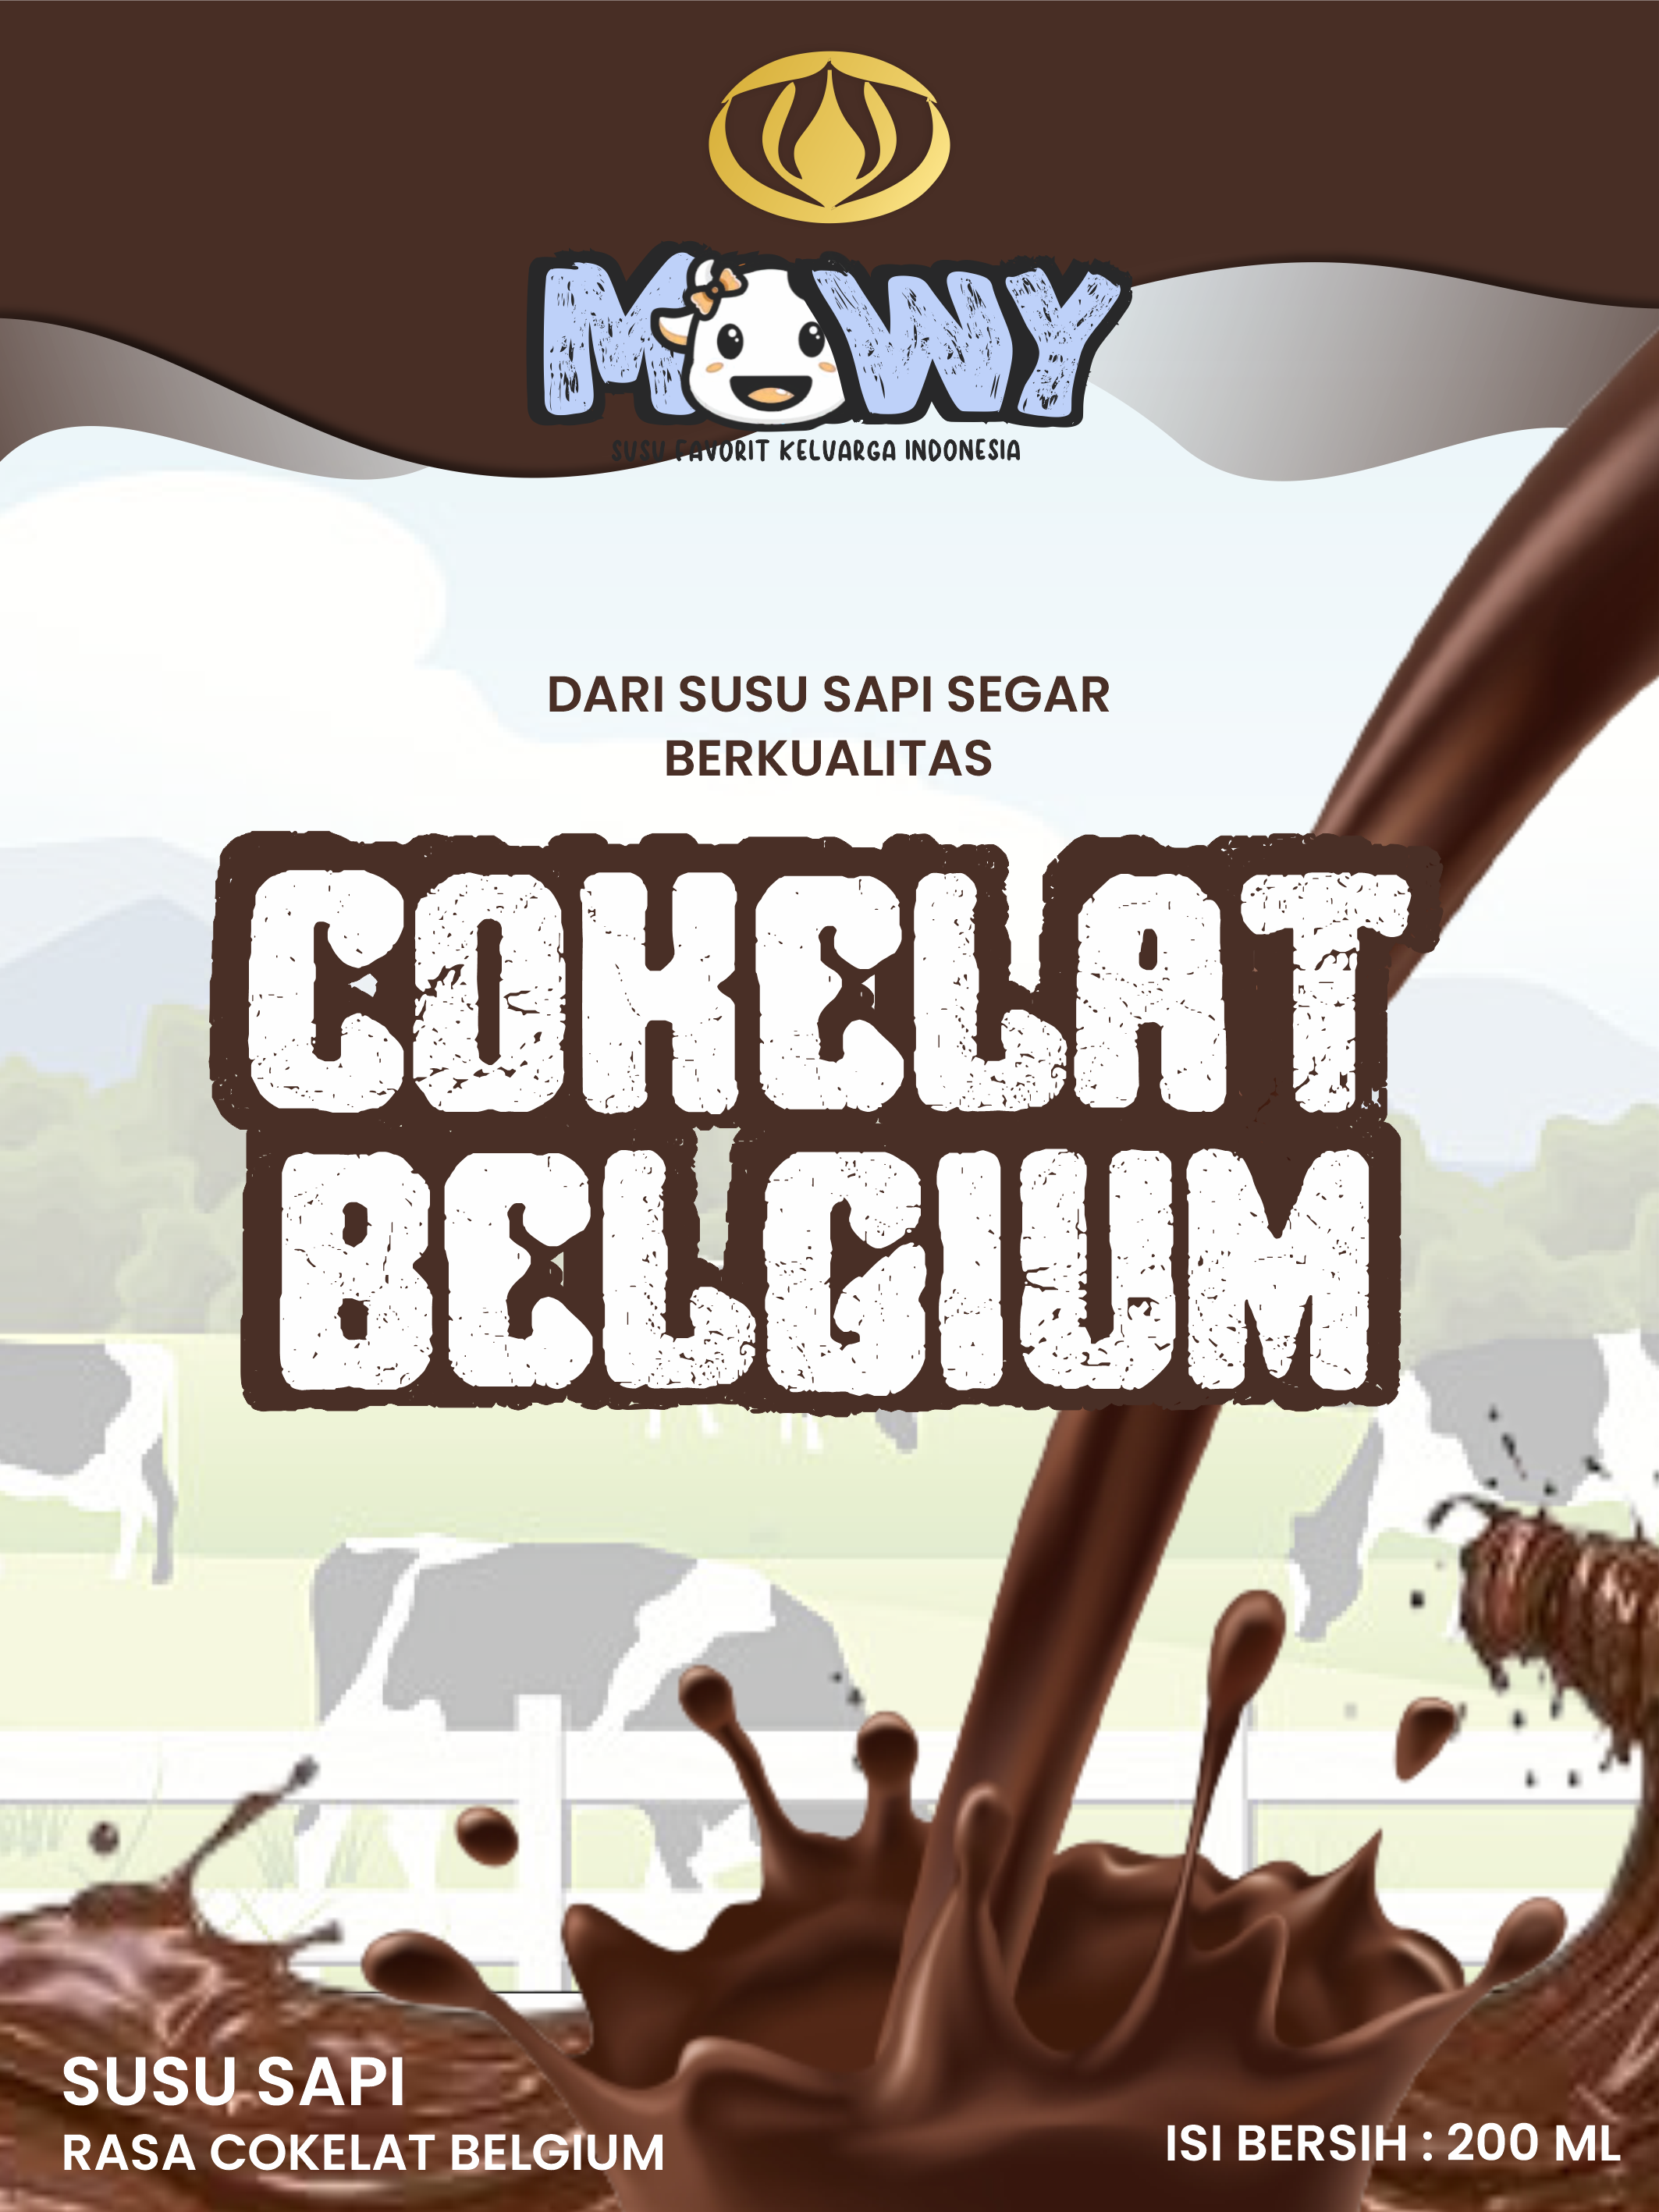 MOWY
SUSU FAVORIT KELUARGA INDONESIA
DARI SUSU SAPI SEGAR
BERKUALITAS
COKELAT
BELGIUM
SUSU SAPI
RASA COKELAT BELGIUM
ISI BERSIH : 200 ML